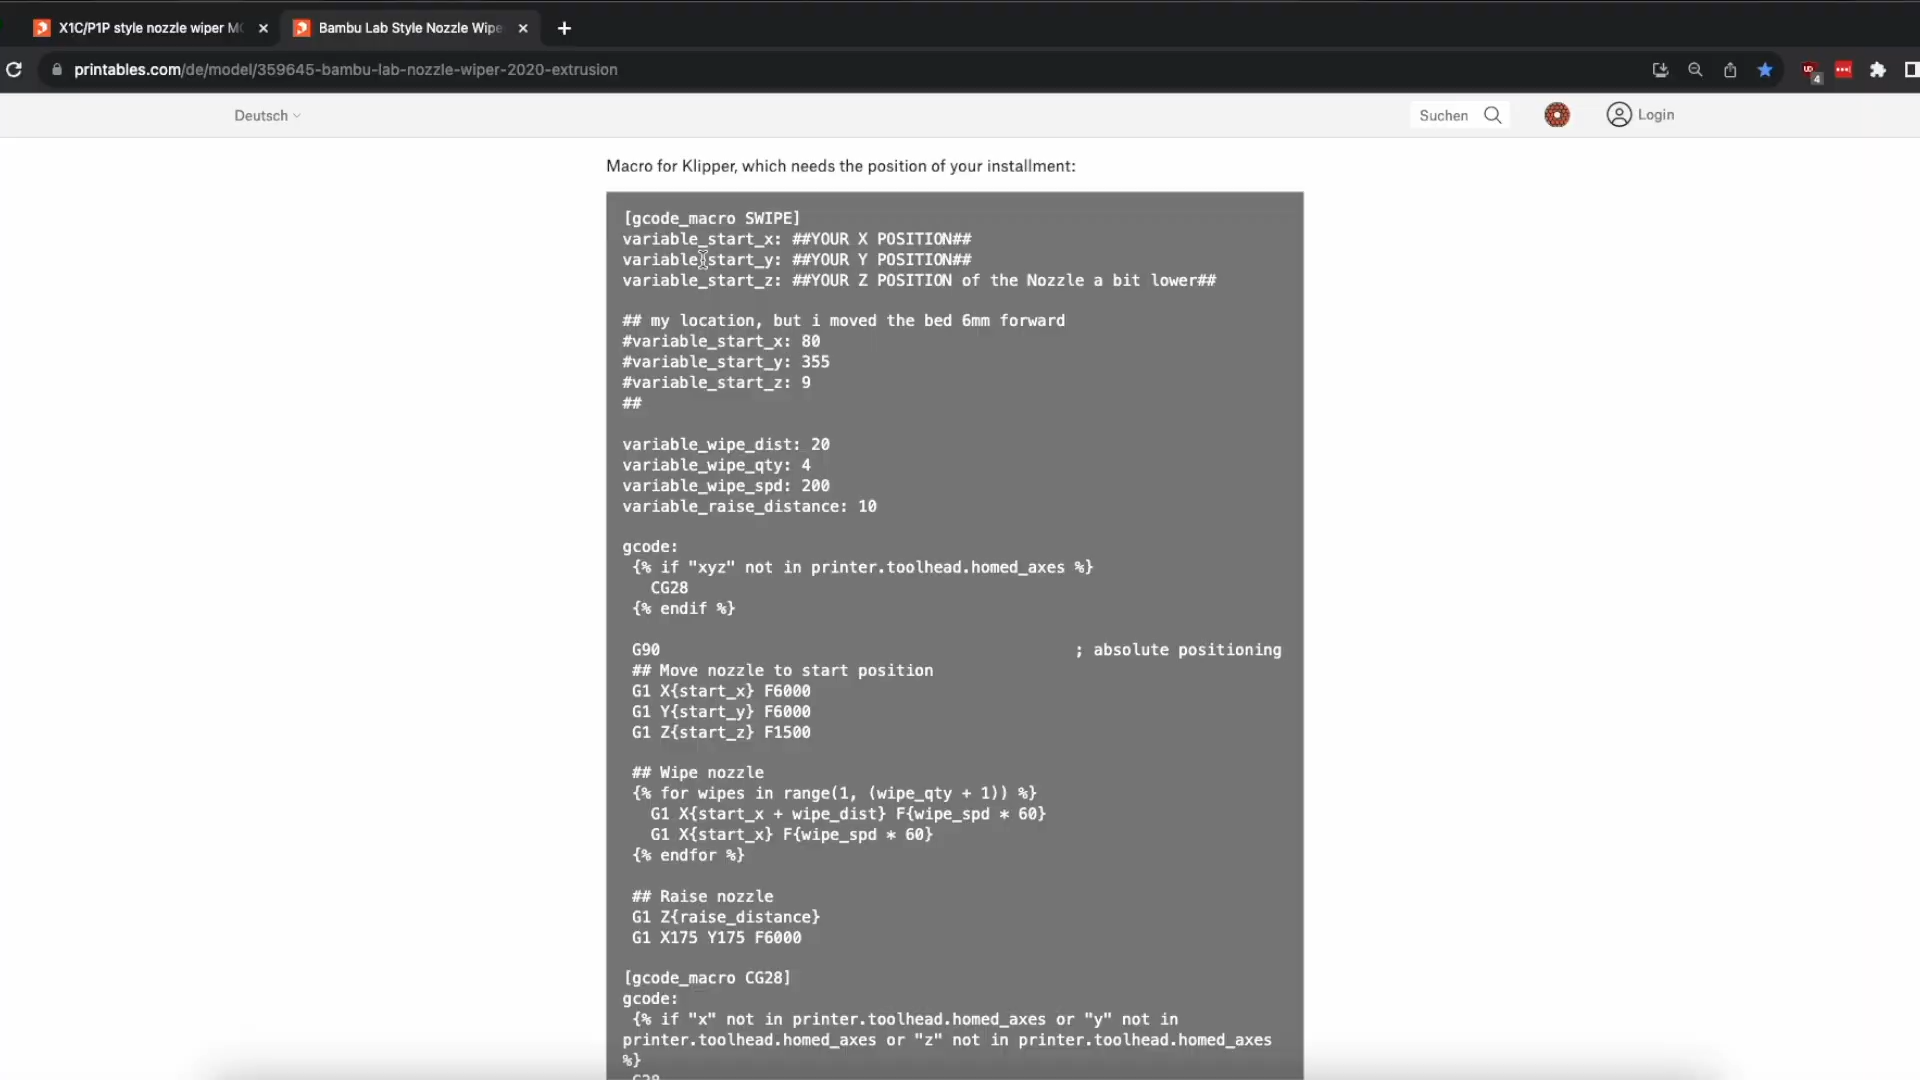 X1C/P1P style nozzle wiper
Bambu Lab Style Nozzle Wipe
printables.com/de/model/359645-bambu-lab-nozzle-wiper-2020-extrusion
4
Deutsch
Suchen
Login
Macro for Klipper, which needs the position of your installment:
[gcode_macro SWIPE]
variable_start_x: ##YOUR X POSITION##
variable_start_y: ##YOUR Y POSITION##
variable_start_z: ##YOUR Z POSITION of the Nozzle a bit lower##
## my location, but i moved the bed 6mm forward
#variable_start_x: 80
#variable_start_y: 355
#variable_start_z: 9
##
variable_wipe_dist: 20
variable_wipe_qty: 4
variable_wipe_spd: 200
variable_raise_distance: 10
gcode:
{% if "xyz" not in printer.toolhead.homed_axes %}
CG28
{% endif %}
G90 ; absolute positioning
## Move nozzle to start position
G1 X{start_x} F6000
G1 Y{start_y} F6000
G1 Z{start_z} F1500
## Wipe nozzle
{% for wipes in range(1, (wipe_qty + 1)) %}
G1 X{start_x + wipe_dist} F{wipe_spd * 60}
G1 X{start_x} F{wipe_spd * 60}
{% endfor %}
## Raise nozzle
G1 Z{raise_distance}
G1 X175 Y175 F6000
[gcode_macro CG28]
gcode:
{% if "x" not in printer.toolhead.homed_axes or "y" not in
printer.toolhead.homed_axes or "z" not in printer.toolhead.homed_axes
%}